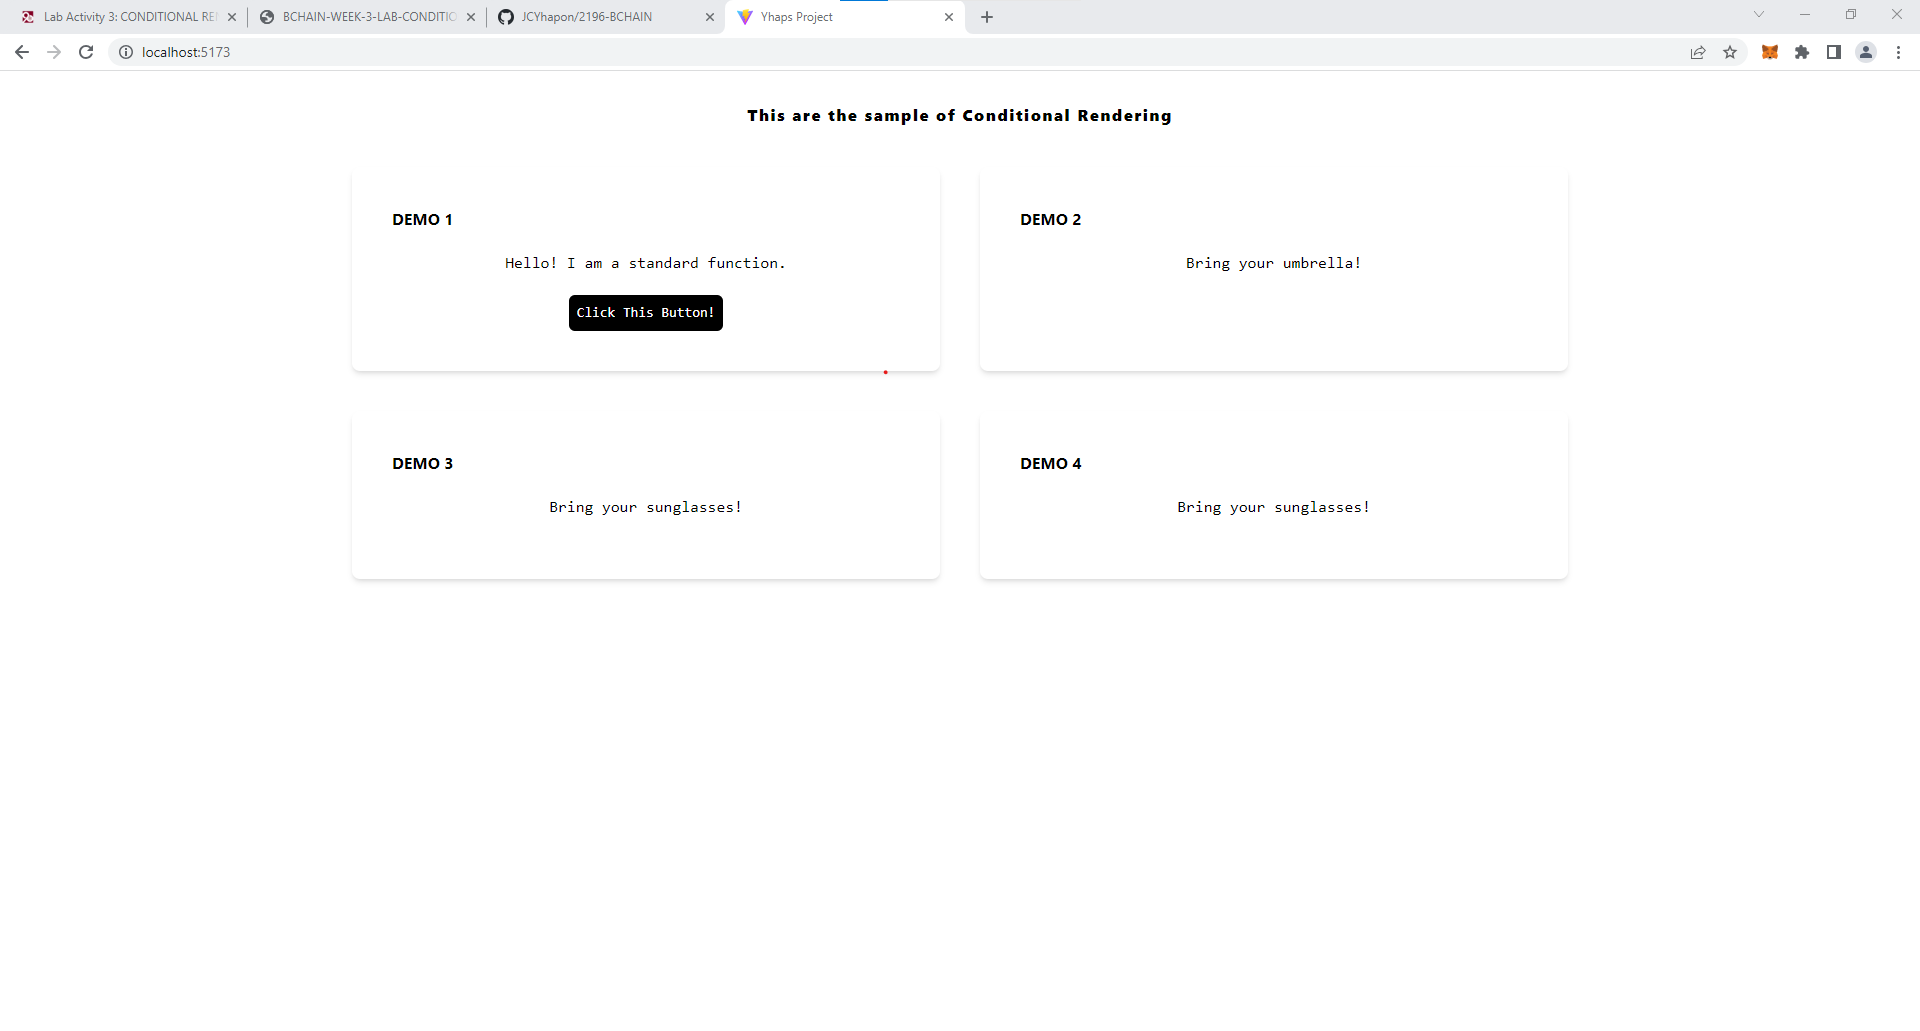 Lab Activity 3: CONDITIONAL RE
BCHAIN-WEEK-3-LAB-CONDITIO
JCYhapon/2196-BCHAIN
Yhaps Project
localhost:5173
This are the sample of Conditional Rendering
DEMO 1
Hello! I am a standard function.
Click This Button!
DEMO 2
Bring your umbrella!
DEMO 3
Bring your sunglasses!
DEMO 4
Bring your sunglasses!